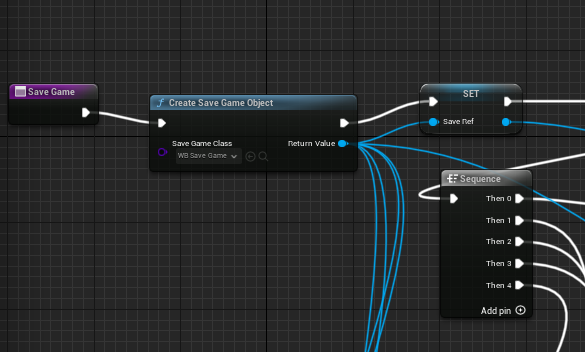 Save Game
Create Save Game Object
Save Game Class
WB Save Game
Return Value
SET
Save Ref
Sequence
Then 0
Then 1
Then 2
Then 3
Then 4
Add pin